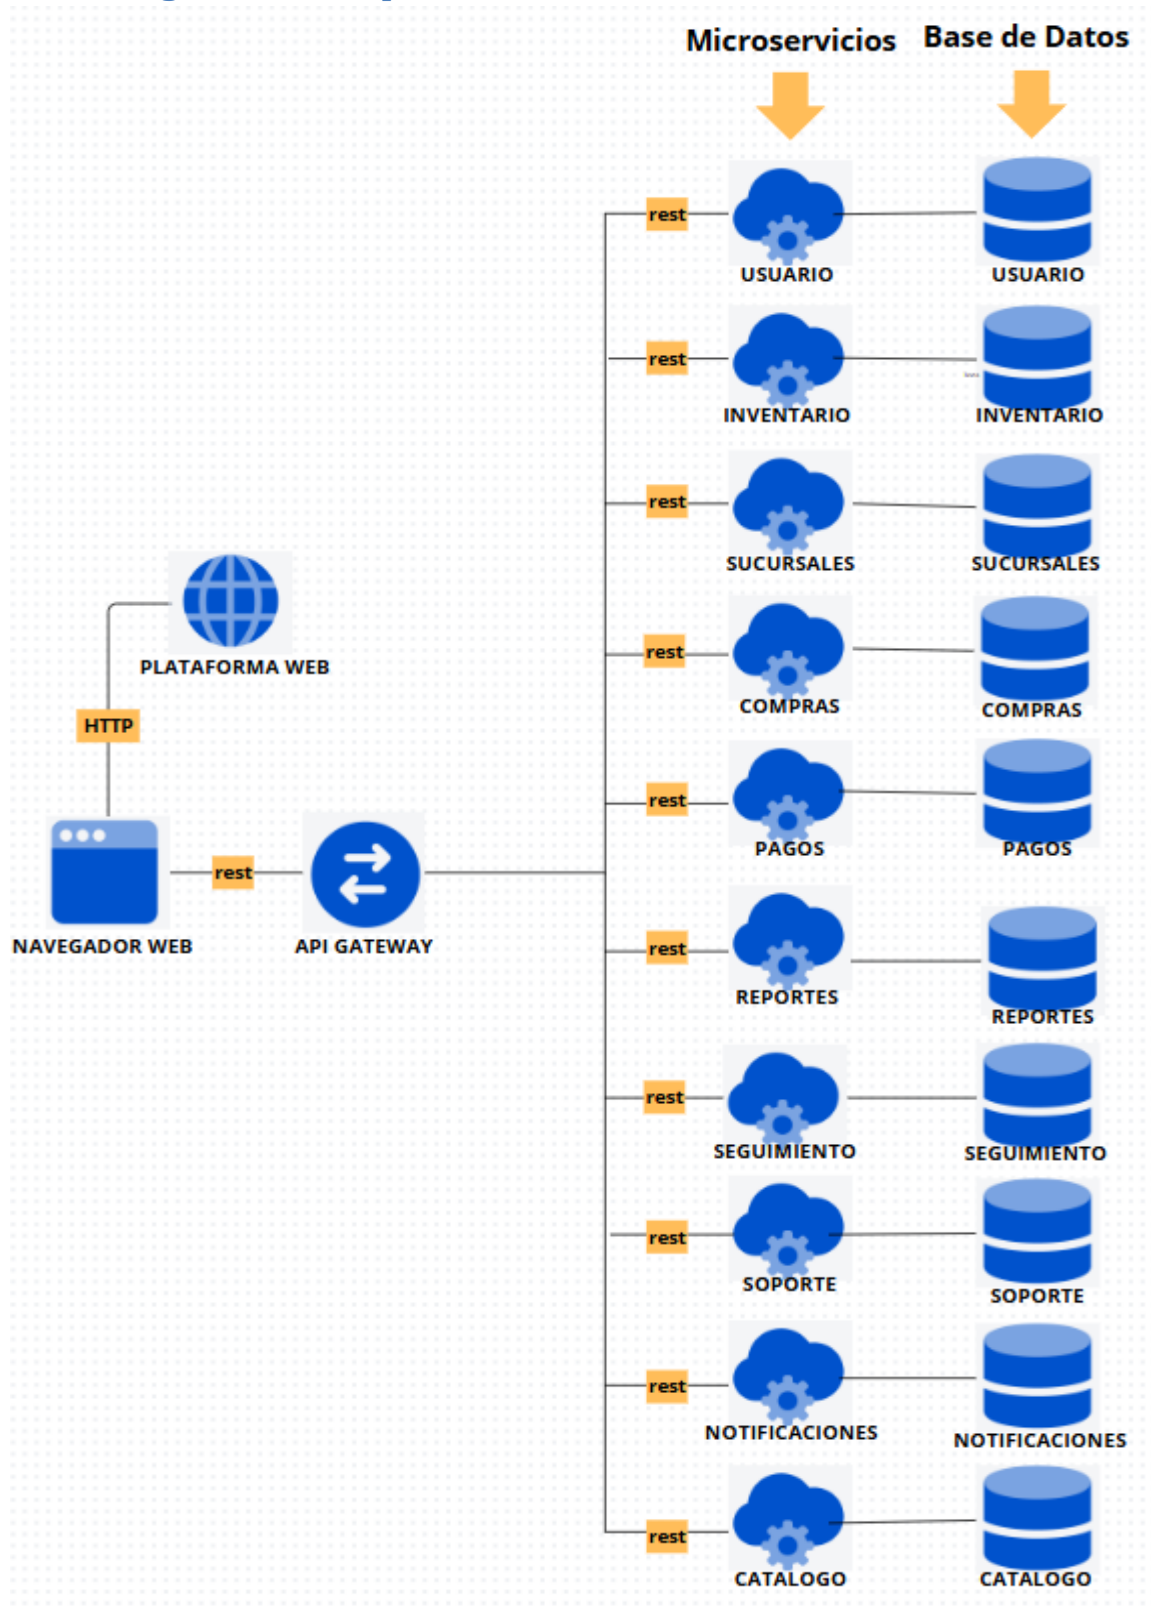 Microservicios Base de Datos
rest
USUARIO USUARIO
rest
INVENTARIO INVENTARIO
rest
SUCURSALES SUCURSALES
PLATAFORMA WEB
rest
COMPRAS COMPRAS
HTTP
rest
PAGOS PAGOS
rest
NAVEGADOR WEB API GATEWAY
rest
REPORTES REPORTES
rest
SEGUIMIENTO SEGUIMIENTO
rest
SOPORTE SOPORTE
rest
NOTIFICACIONES NOTIFICACIONES
rest
CATALOGO CATALOGO